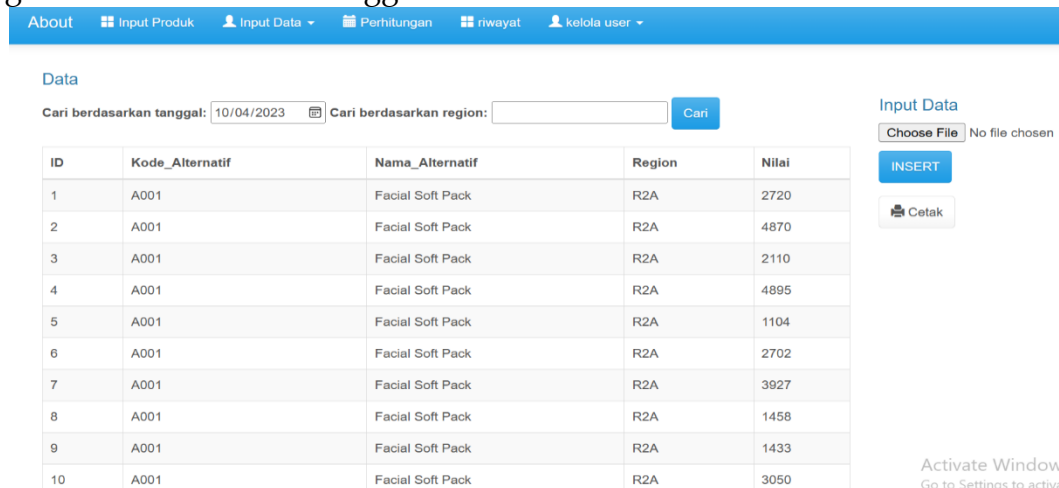 About Input Produk Input Data Perhitungan riwayat kelola user
Data
Cari berdasarkan tanggal: 10/04/2023 Cari berdasarkan region: Cari
Input Data
Choose File No file chosen
INSERT
Cetak
ID Kode_Alternatif Nama_Alternatif Region Nilai
1 A001 Facial Soft Pack R2A 2720
2 A001 Facial Soft Pack R2A 4870
3 A001 Facial Soft Pack R2A 2110
4 A001 Facial Soft Pack R2A 4895
5 A001 Facial Soft Pack R2A 1104
6 A001 Facial Soft Pack R2A 2702
7 A001 Facial Soft Pack R2A 3927
8 A001 Facial Soft Pack R2A 1458
9 A001 Facial Soft Pack R2A 1433
10 A001 Facial Soft Pack R2A 3050
Activate Window
Go to Settings to activa